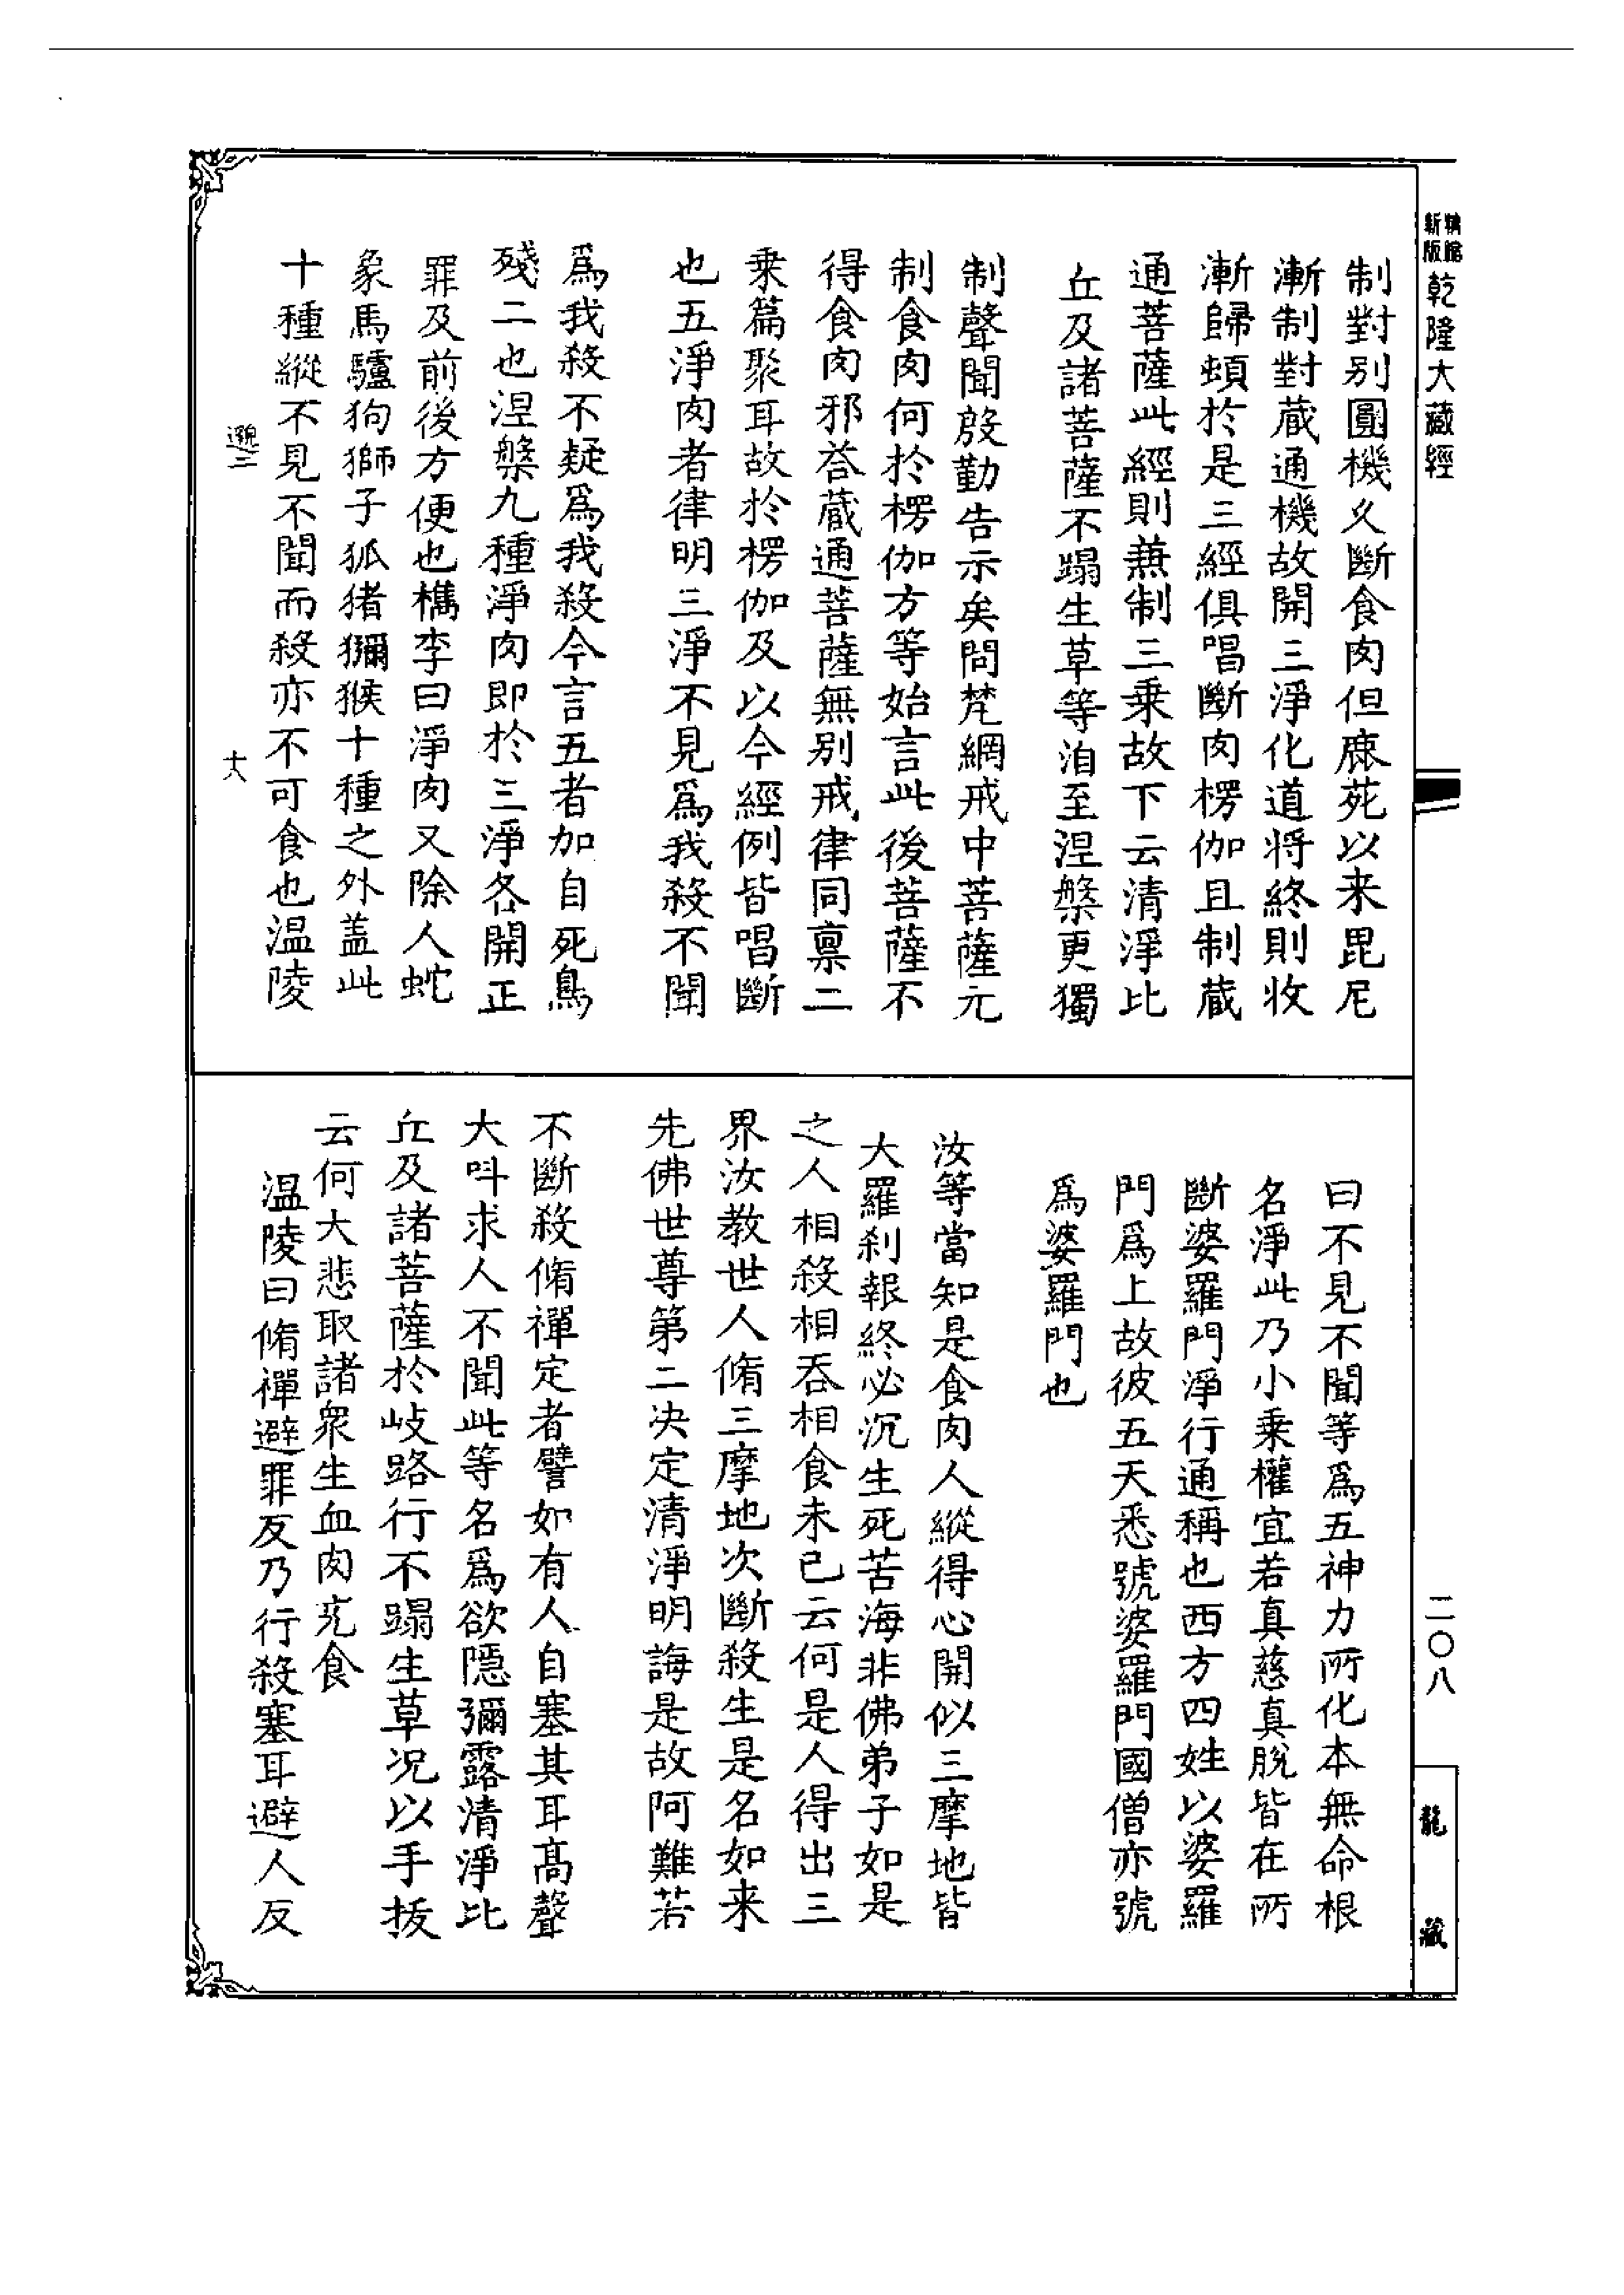 新編縮版
乾隆大藏經
制對別圓機久斷食肉但麻苑以来毘尼
漸制對蔵通機故開三淨化道将終則收
漸歸頓於是三經俱唱斷肉楞伽且制蔵
通菩薩此經則兼制三乗故下云清淨比
丘及諸菩薩不蹋生草等洎至涅槃更獨
制聲聞殷勤告示矣問梵網戒中菩薩元
制食肉何於楞伽方等始言此後菩薩不
得食肉邪荅蔵通菩薩無別戒律同禀二
乗篇聚耳故於楞伽及以今經例皆唱斷
也五淨肉者律明三淨不見爲我殺不聞
爲我殺不疑爲我殺今言五者加自死鳥
殘二也涅槃九種淨肉即於三淨各開正
罪及前後方便也檇李曰淨肉又除人蛇
象馬驢狗獅子狐猪獼猴十種之外盖此
十種縱不見不聞而殺亦不可食也温陵
邈三
十六
曰不見不聞等爲五神力所化本無命根
名淨此乃小乗權宜若真慈真脫皆在所
斷婆羅門淨行通稱也西方四姓以婆羅
門爲上故彼五天悉號婆羅門國僧亦號
爲婆羅門也
汝等當知是食肉人縱得心開似三摩地皆
大羅刹報終必沉生死苦海非佛弟子如是
之人相殺相吞相食未已云何是人得出三
界汝教世人脩三摩地次斷殺生是名如来
先佛世尊第二决定清淨明誨是故阿難若
不斷殺脩禪定者譬如有人自塞其耳髙聲
大呌求人不聞此等名爲欲隠彌露清淨比
丘及諸菩薩於岐路行不蹋生草况以手拔
云何大悲取諸衆生血肉充食
温陵曰脩禪避罪反乃行殺塞耳避人反
二〇八
龍藏